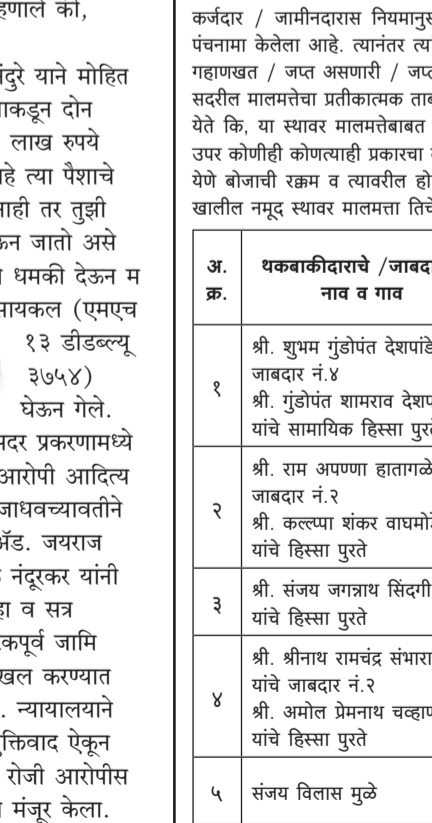 हणाले की,
दुरे याने मोहित
कडून दोन
लाख रुपये
हे त्या पैशाचे
ाही तर तुझी
न जातो असे
धमकी देऊन म
ायकल (एमएच
१३ डीडब्ल्यू
३७५४)
घेऊन गेले.
दर प्रकरणामध्ये
आरोपी आदित्य
जाधवच्यावतीने
अॅड. जयराज
नंदूरकर यांनी
हा व सत्र
कपूर्व जामि
खल करण्यात
. न्यायालयाने
क्तिवाद ऐकून
रोजी आरोपीस
मंजूर केला.
कर्जदार / जामीनदारास नियमानुस
पंचनामा केलेला आहे. त्यानंतर त्य
गहाणखत / जप्त असणारी / जप्त
सदरील मालमत्तेचा प्रतीकात्मक ताब
येते कि, या स्थावर मालमत्तेबाबत
उपर कोणीही कोणत्याही प्रकारचा
येणे बोजाची रक्कम व त्यावरील हो
खालील नमूद स्थावर मालमत्ता तिचे
अ. क्र.
थकबाकीदाराचे /जाबदा
नाव व गाव
१
श्री. शुभम गुंडोपंत देशपांडे
जाबदार नं.४
श्री. गुंडोपंत शामराव देशप
यांचे सामायिक हिस्सा पुरत
२
श्री. राम अपण्णा हातागळे
जाबदार नं.२
श्री. कल्ल्पा शंकर वाघमो
यांचे हिस्सा पुरते
३
श्री. संजय जगन्नाथ सिंदगी
यांचे हिस्सा पुरते
४
श्री. श्रीनाथ रामचंद्र संभारा
यांचे जाबदार नं.२
श्री. अमोल प्रेमनाथ चव्हाण
यांचे हिस्सा पुरते
५
संजय विलास मुळे